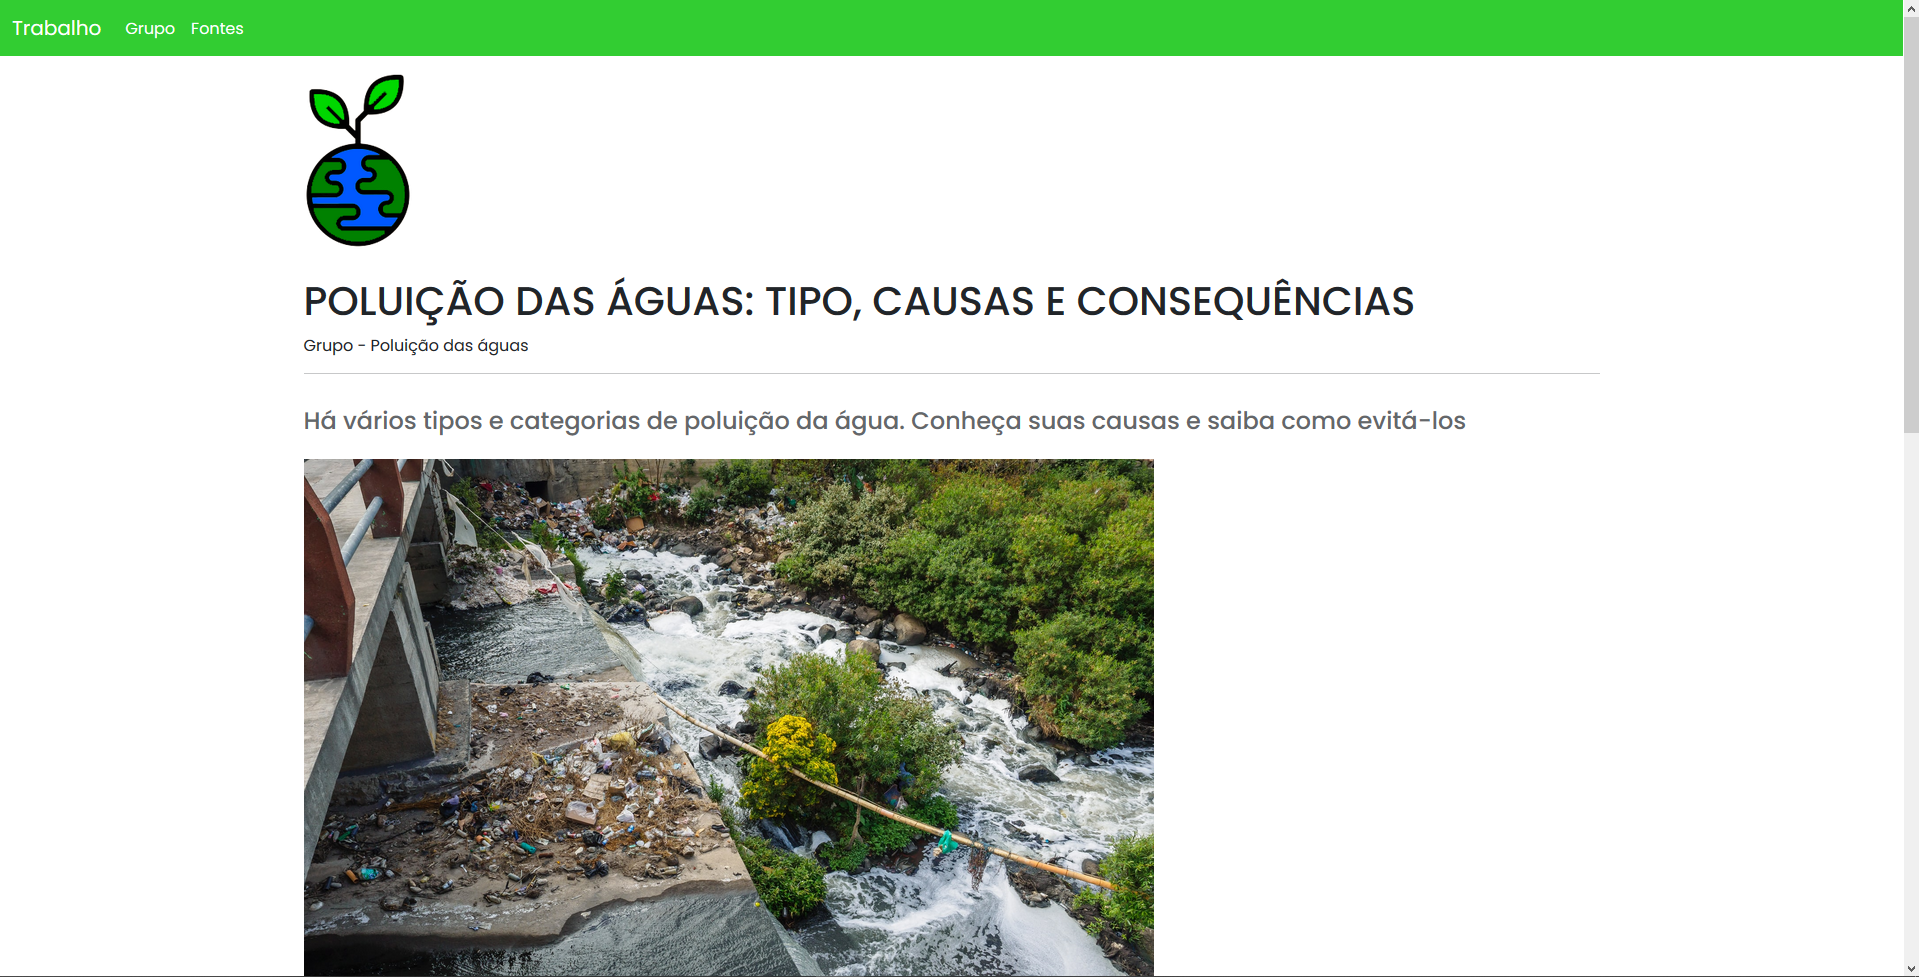 Trabalho
Grupo
Fontes
POLUIÇÃO DAS ÁGUAS: TIPO, CAUSAS E CONSEQUÊNCIAS
Grupo - Poluição das águas
Há vários tipos e categorias de poluição da água. Conheça suas causas e saiba como evitá-los